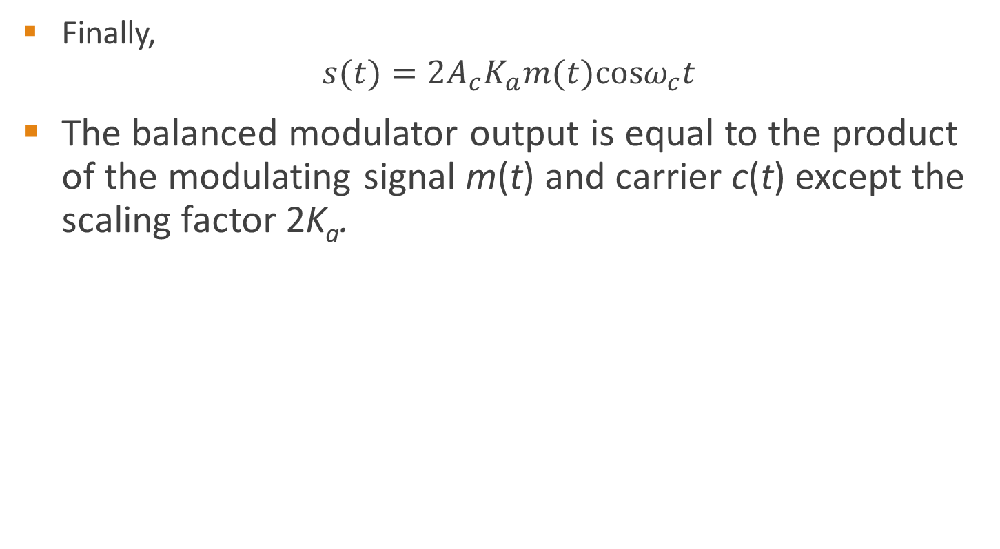 ▪ Finally,
𝑠(𝑡) = 2𝐴_𝑐𝐾_𝑎𝑚(𝑡)cos𝜔_𝑐𝑡
▪ The balanced modulator output is equal to the product
of the modulating signal m(t) and carrier c(t) except the
scaling factor 2K_a.